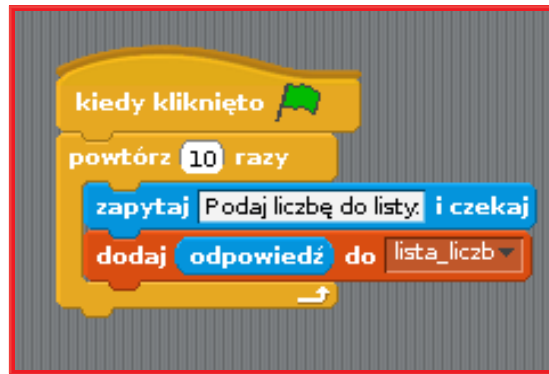 kiedy kliknięto
powtórz 10 razy
zapytaj Podaj liczbę do listy: i czekaj
dodaj odpowiedź do lista_liczb